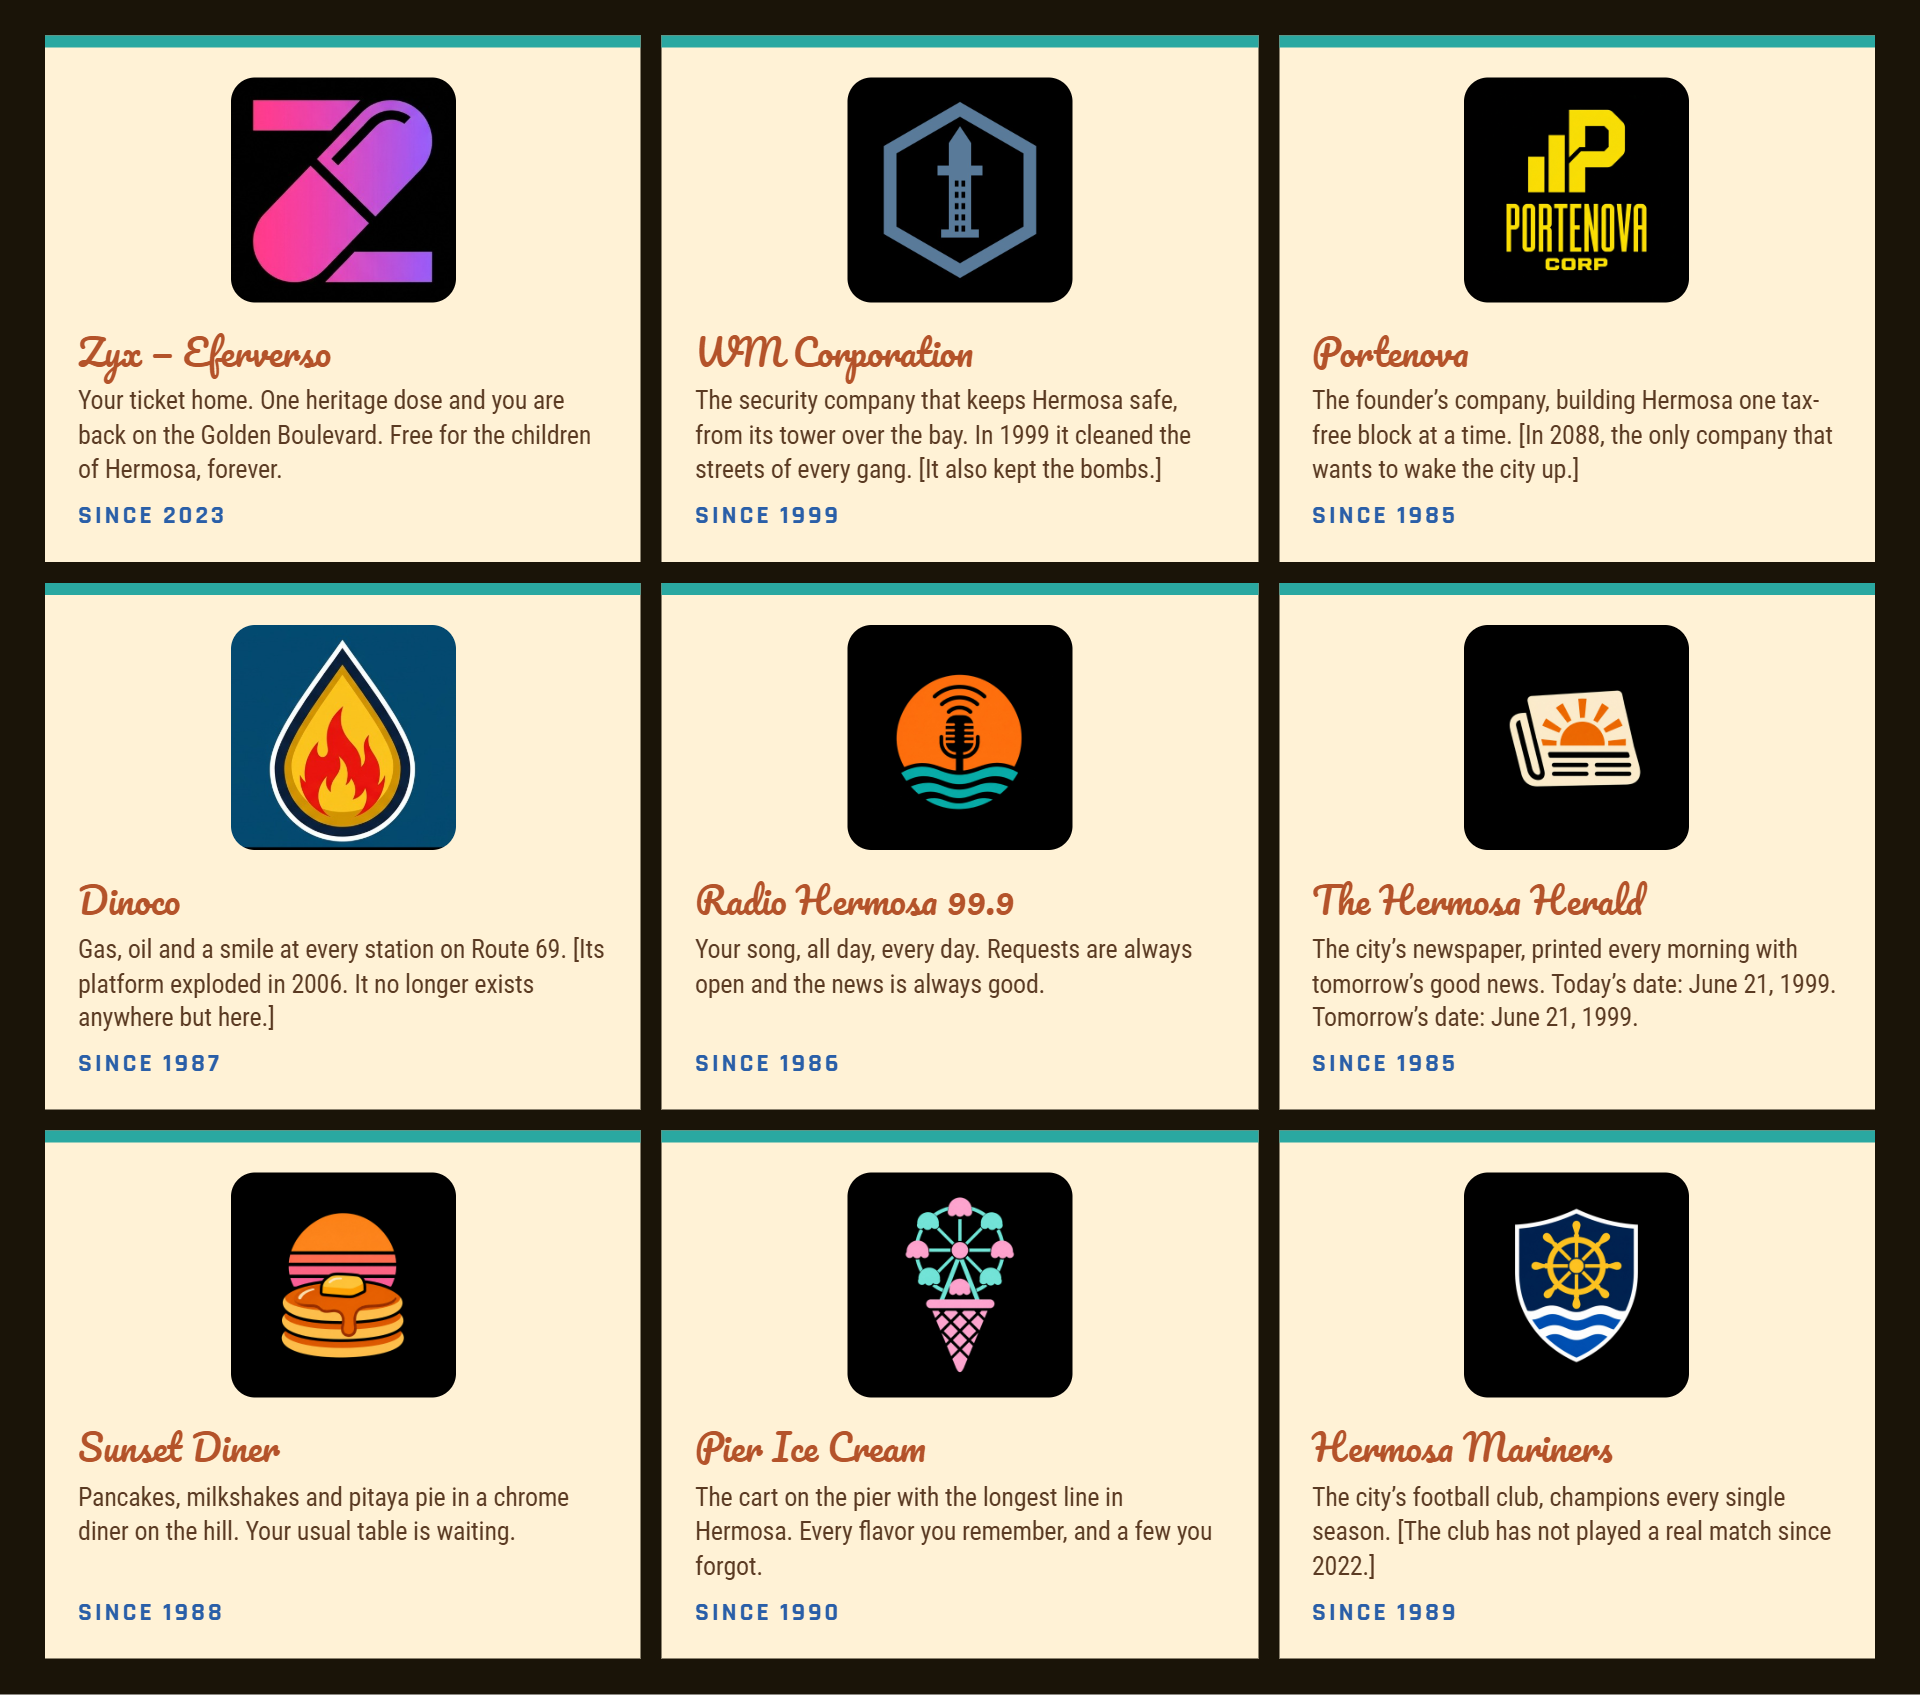 PORTENOVA
CORP
Zyx – Eferverso
Your ticket home. One heritage dose and you are
back on the Golden Boulevard. Free for the children
of Hermosa, forever.
SINCE 2023
WM Corporation
The security company that keeps Hermosa safe,
from its tower over the bay. In 1999 it cleaned the
streets of every gang. [It also kept the bombs.]
SINCE 1999
Portenova
The founder’s company, building Hermosa one tax-
free block at a time. [In 2088, the only company that
wants to wake the city up.]
SINCE 1985
Dinoco
Gas, oil and a smile at every station on Route 69. [Its
platform exploded in 2006. It no longer exists
anywhere but here.]
SINCE 1987
Radio Hermosa 99.9
Your song, all day, every day. Requests are always
open and the news is always good.
SINCE 1986
The Hermosa Herald
The city’s newspaper, printed every morning with
tomorrow’s good news. Today’s date: June 21, 1999.
Tomorrow’s date: June 21, 1999.
SINCE 1985
Sunset Diner
Pancakes, milkshakes and pitaya pie in a chrome
diner on the hill. Your usual table is waiting.
SINCE 1988
Pier Ice Cream
The cart on the pier with the longest line in
Hermosa. Every flavor you remember, and a few you
forgot.
SINCE 1990
Hermosa Mariners
The city’s football club, champions every single
season. [The club has not played a real match since
2022.]
SINCE 1989